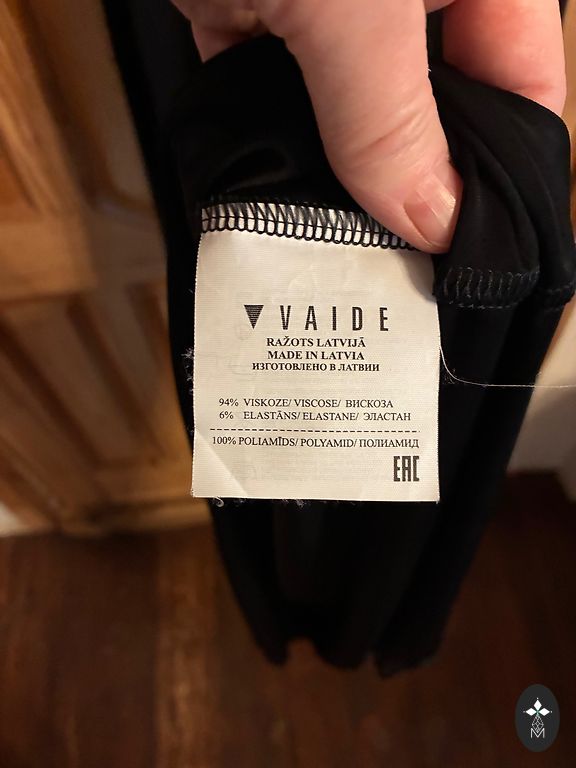 VAIDE
RAŽOTS LATVIJĀ
MADE IN LATVIA
ИЗГОТОВЛЕНО В ЛАТВИИ
94% VISKOZE/ VISCOSE/ ВИСКОЗА
6% ELASTĀNS/ ELASTANE/ ЭЛАСТАН
100% POLIAMĪDS/ POLYAMID/ ПОЛИАМИД
EAC
M